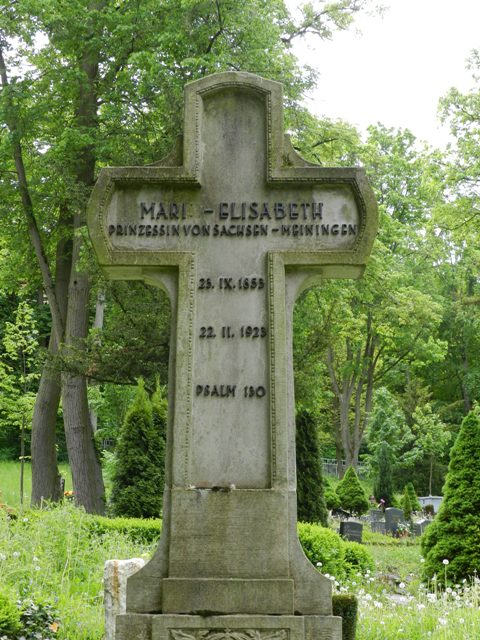 MARI - ELISABETH
PRINZESSIN VON SACHSEN - MEININGEN
23. IX. 1853
22. II. 1923
PSALM 130